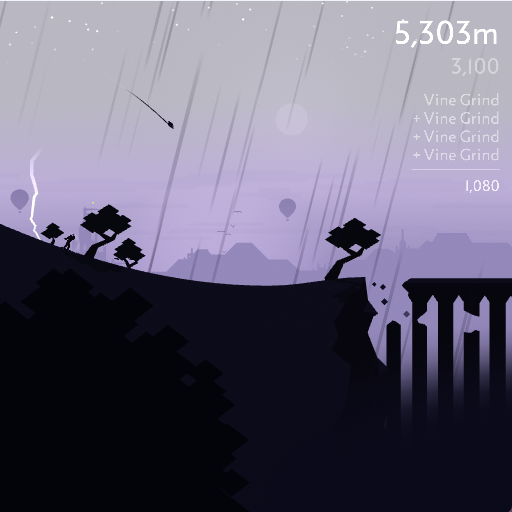 5,303m
3,100
Vine Grind
+ Vine Grind
+ Vine Grind
+ Vine Grind
1,080